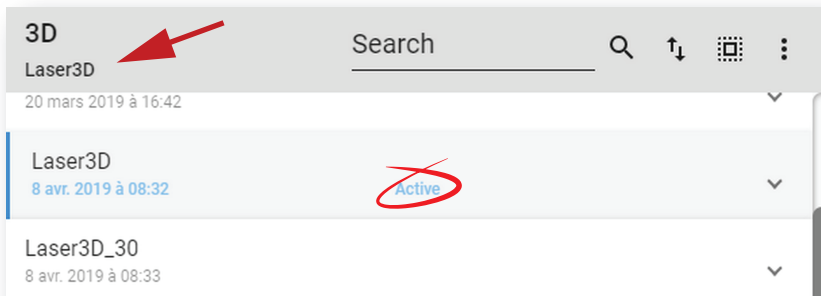 3D
Laser3D
Search
20 mars 2019 à 16:42
Laser3D
8 avr. 2019 à 08:32
Active
Laser3D_30
8 avr. 2019 à 08:33